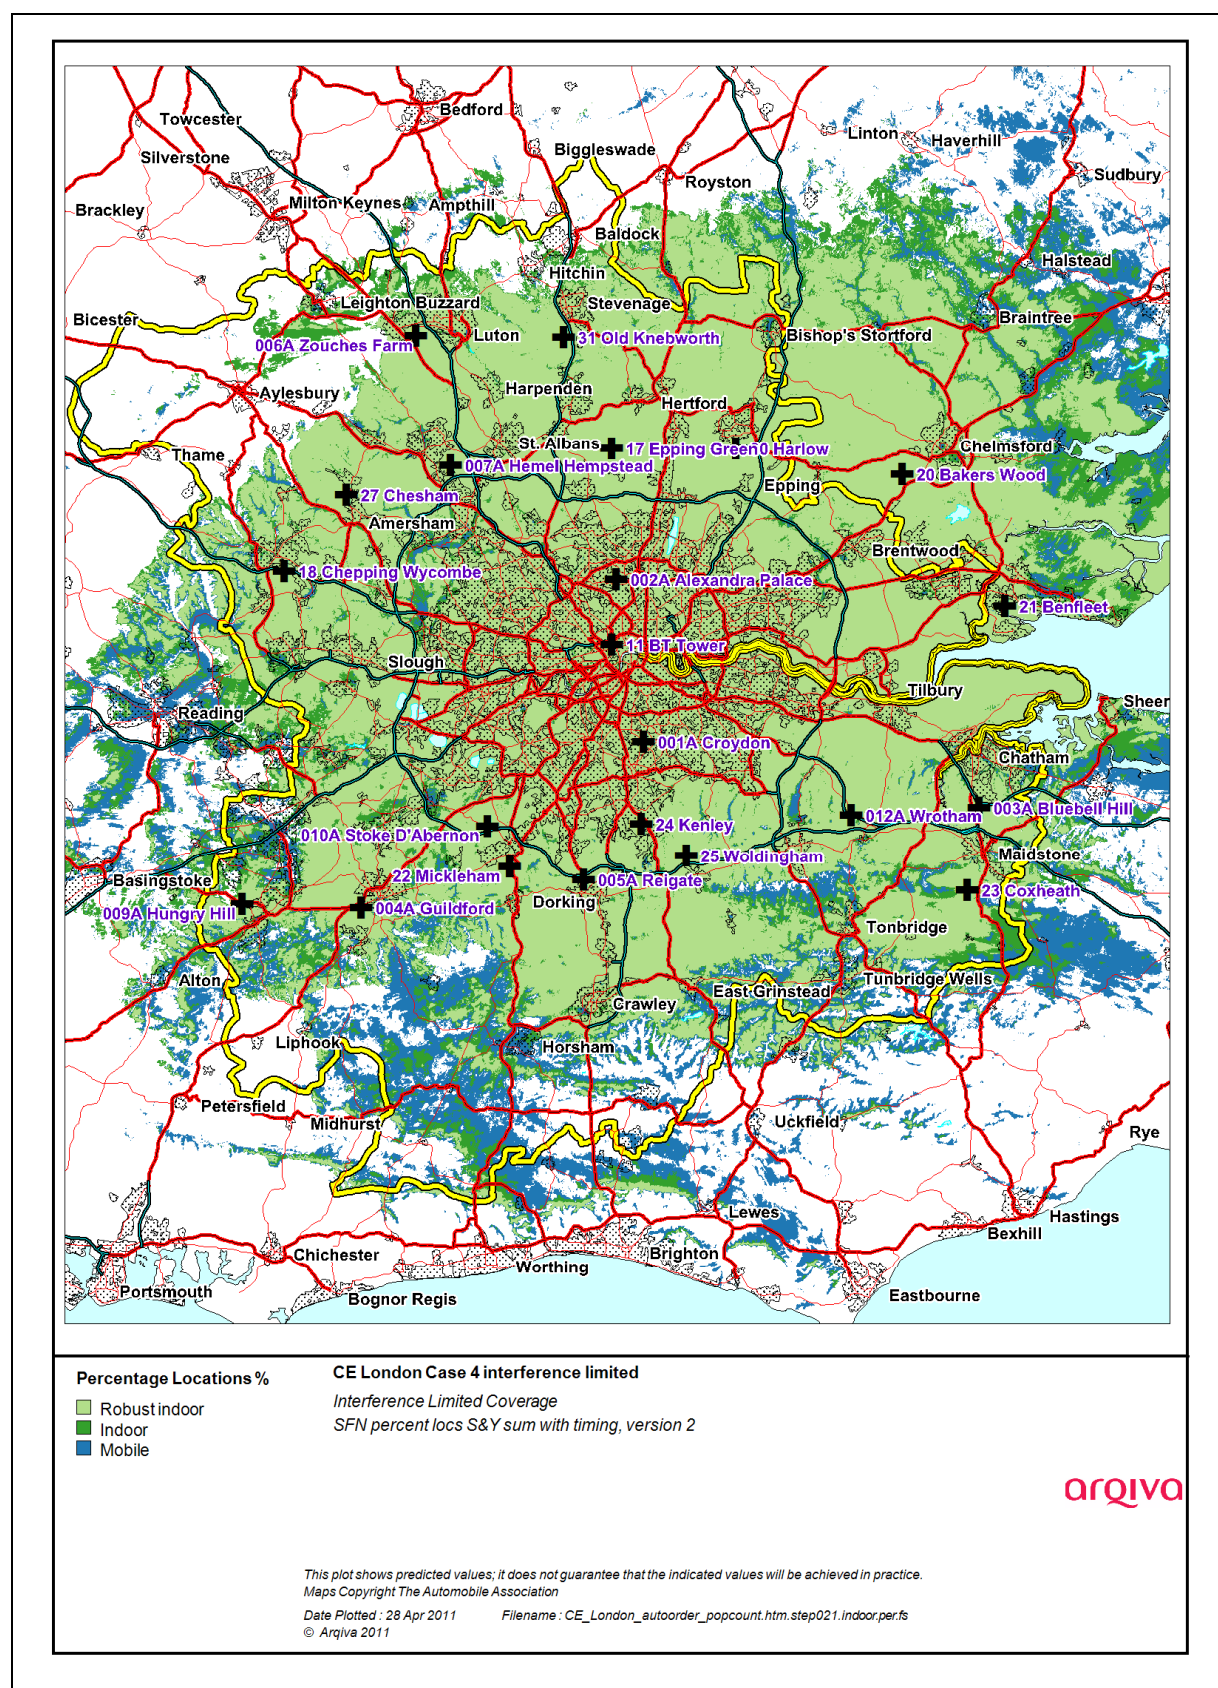 Bedford
Towcester
Linton
Haverhill
Biggleswade
Silverstone
Sudbury
Royston
Milton Keynes
Ampthill
Brackley
Baldock
Halstead
Hitchin
Leighton Buzzard
Stevenage
Bicester
Braintree
Luton
Bishop's Stortford
006A Zouches Farm
31 Old Knebworth
Harpenden
Aylesbury
Hertford
St. Albans
17 Epping Green
0 Harlow
Chelmsford
Thame
007A Hemel Hempstead
20 Bakers Wood
Epping
27 Chesham
Amersham
Brentwood
18 Chepping Wycombe
002A Alexandra Palace
21 Benfleet
11 BT Tower
Slough
Tilbury
Sheer
Reading
001A Croydon
Chatham
003A Bluebell Hill
012A Wrotham
24 Kenley
010A Stoke D'Abernon
25 Woldingham
Maidstone
22 Mickleham
005A Reigate
Basingstoke
23 Coxheath
Dorking
009A Hungry Hill
004A Guildford
Tonbridge
Alton
Tunbridge Wells
East Grinstead
Crawley
Liphook
Horsham
Petersfield
Midhurst
Uckfield
Rye
Lewes
Hastings
Bexhill
Chichester
Brighton
Worthing
Portsmouth
Bognor Regis
Eastbourne
Percentage Locations %
Robust indoor
Indoor
Mobile
CE London Case 4 interference limited
Interference Limited Coverage
SFN percent locs S&Y sum with timing, version 2
arqiva
This plot shows predicted values; it does not guarantee that the indicated values will be achieved in practice.
Maps Copyright The Automobile Association
Date Plotted : 28 Apr 2011 Filename : CE_London_autoorder_popcount.htm.step021.indoor.per.fs
© Arqiva 2011